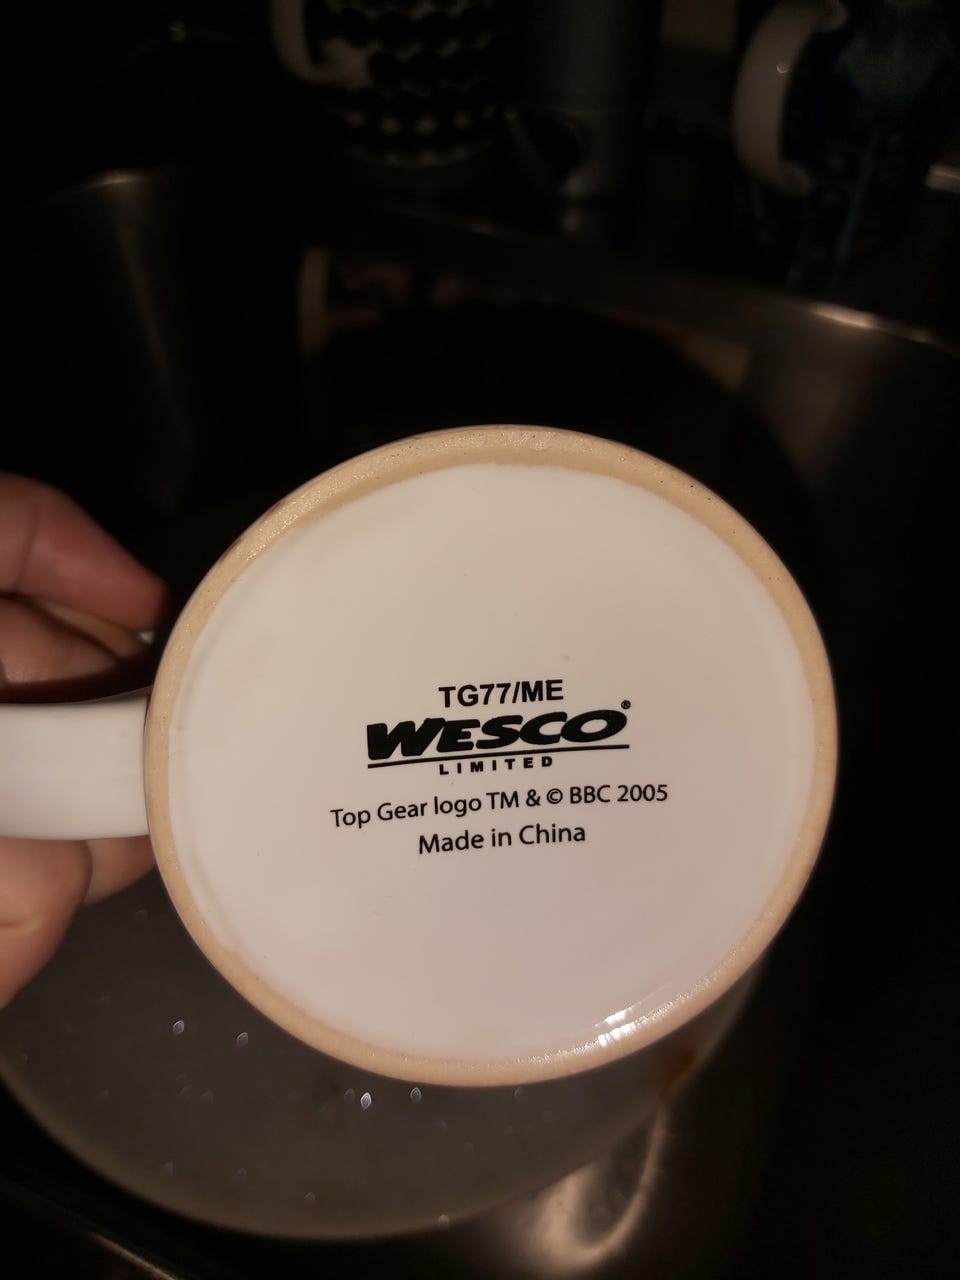 TG77/ME
WESCO®
LIMITED
Top Gear logo TM & © BBC 2005
Made in China